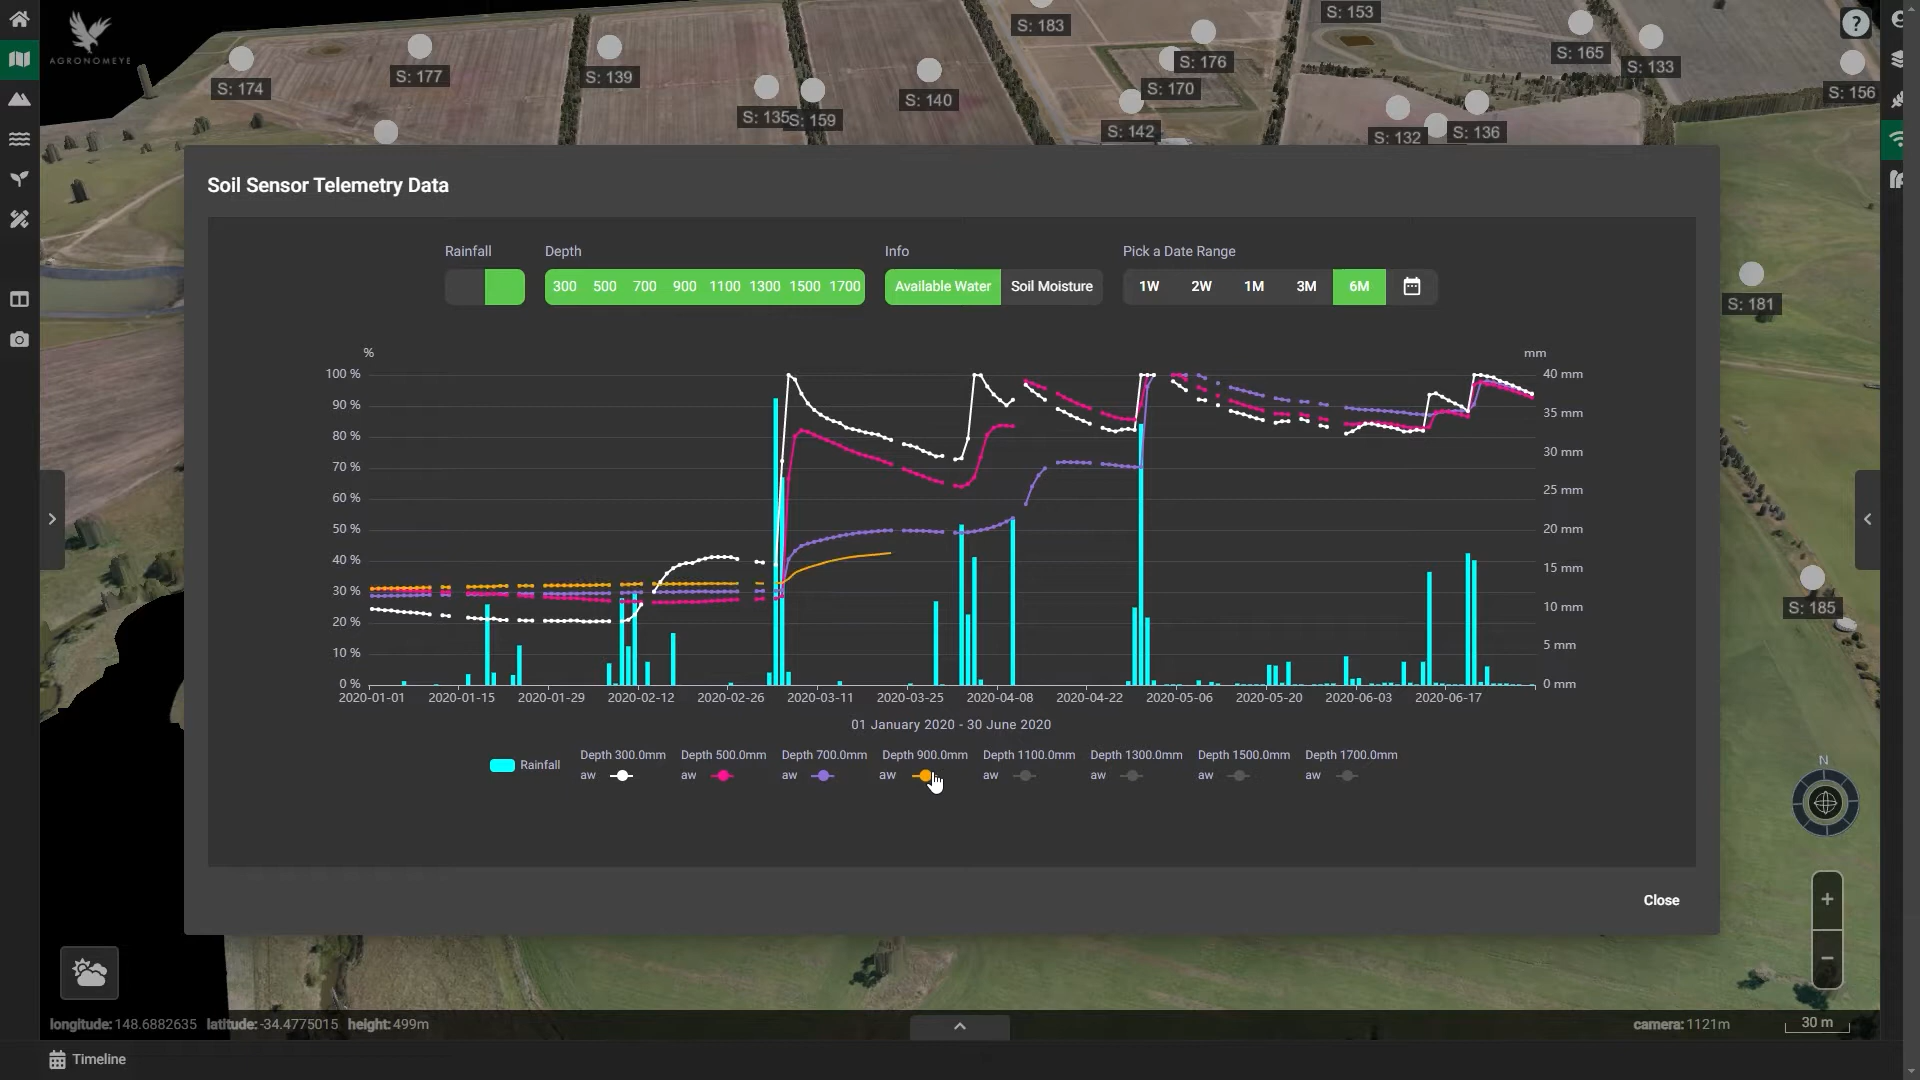 AGRONOMEYE
S: 174
S: 177
S: 139
S: 135
S: 159
S: 140
S: 183
S: 142
S: 170
S: 176
S: 153
S: 132
S: 136
S: 165
S: 133
S: 156
?
Soil Sensor Telemetry Data
Rainfall
Depth
Info
Pick a Date Range
300 500 700 900 1100 1300 1500 1700
Available Water
Soil Moisture
1W 2W 1M 3M 6M
%
mm
100 %
90 %
80 %
70 %
60 %
50 %
40 %
30 %
20 %
10 %
0 %
40 mm
35 mm
30 mm
25 mm
20 mm
15 mm
10 mm
5 mm
0 mm
2020-01-01 2020-01-15 2020-01-29 2020-02-12 2020-02-26 2020-03-11 2020-03-25 2020-04-08 2020-04-22 2020-05-06 2020-05-20 2020-06-03 2020-06-17
01 January 2020 - 30 June 2020
Rainfall
Depth 300.0mm
aw
Depth 500.0mm
aw
Depth 700.0mm
aw
Depth 900.0mm
aw
Depth 1100.0mm
aw
Depth 1300.0mm
aw
Depth 1500.0mm
aw
Depth 1700.0mm
aw
Close
S: 181
S: 185
N
+
−
longitude: 148.6882635 latitude: -34.4775015 height: 499m
camera: 1121m
30 m
Timeline